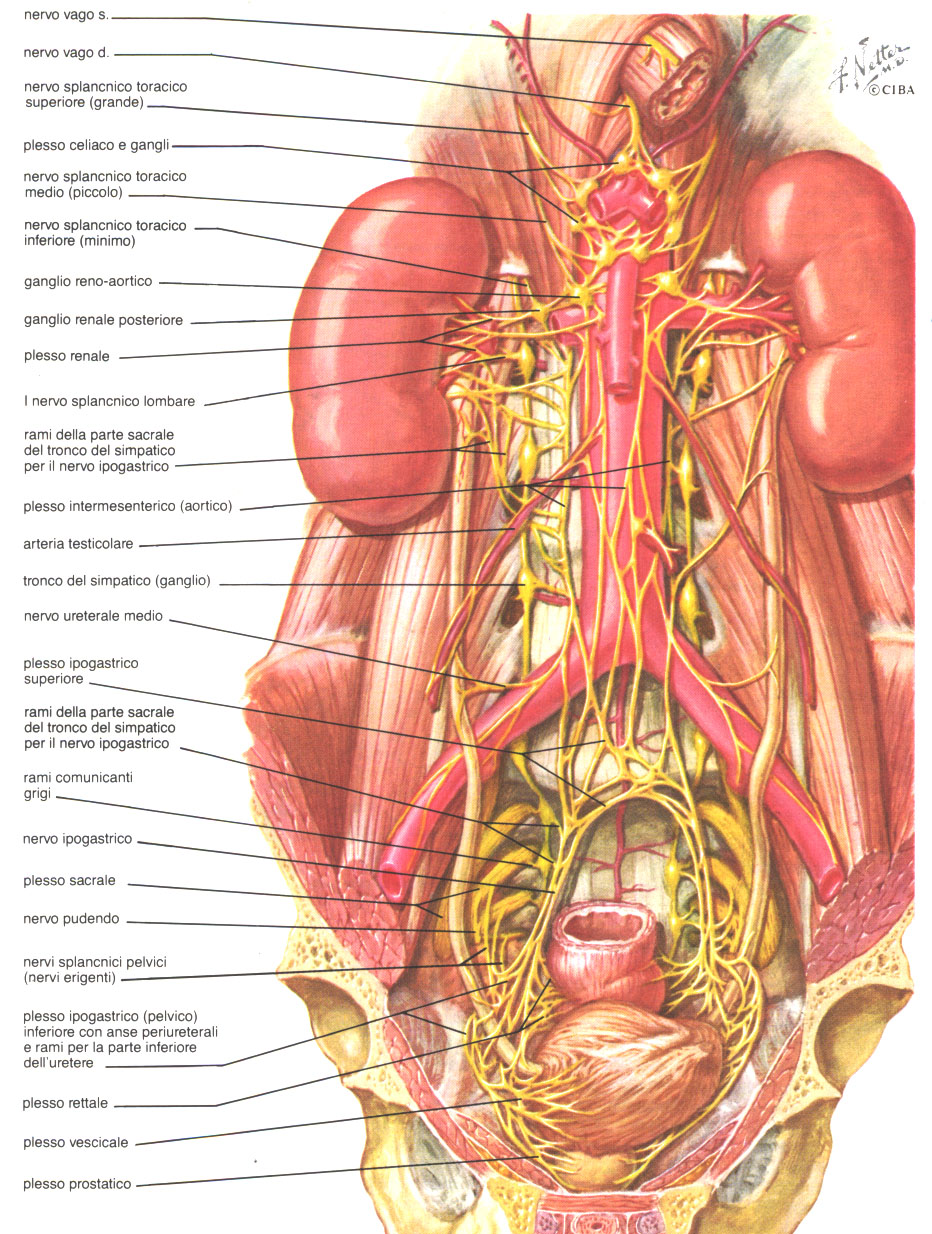 nervo vago s.
nervo vago d.
nervo splancnico toracico
superiore (grande)
plesso celiaco e gangli
nervo splancnico toracico
medio (piccolo)
nervo splancnico toracico
inferiore (minimo)
ganglio reno-aortico
ganglio renale posteriore
plesso renale
I nervo splancnico lombare
rami della parte sacrale
del tronco del simpatico
per il nervo ipogastrico
plesso intermesenterico (aortico)
arteria testicolare
tronco del simpatico (ganglio)
nervo ureterale medio
plesso ipogastrico
superiore
rami della parte sacrale
del tronco del simpatico
per il nervo ipogastrico
rami comunicanti
grigi
nervo ipogastrico
plesso sacrale
nervo pudendo
nervi splancnici pelvici
(nervi erigenti)
plesso ipogastrico (pelvico)
inferiore con anse periureterali
e rami per la parte inferiore
dell'uretere
plesso rettale
plesso vescicale
plesso prostatico
F. Netter
M.D.
© CIBA